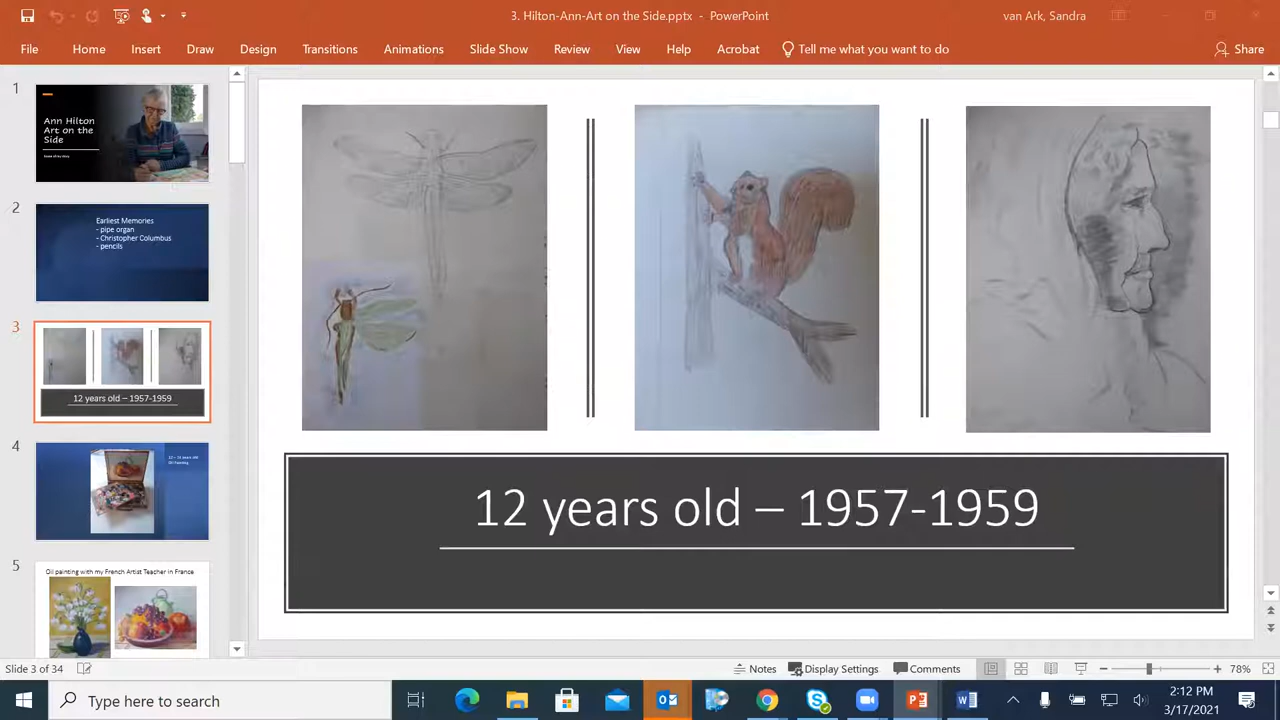 3. Hilton-Ann-Art on the Side.pptx - PowerPoint
van Ark, Sandra
File Home Insert Draw Design Transitions Animations Slide Show Review View Help Acrobat Tell me what you want to do Share
1
Ann Hilton
Art on the
Side
2
Earliest Memories
- pipe organ
- Christopher Columbus
- pencils
3
12 years old – 1957-1959
4
Oil Painting
5
Oil painting with my French Artist Teacher in France
12 years old – 1957-1959
Slide 3 of 34
Notes Display Settings Comments 78%
Type here to search
2:12 PM
3/17/2021